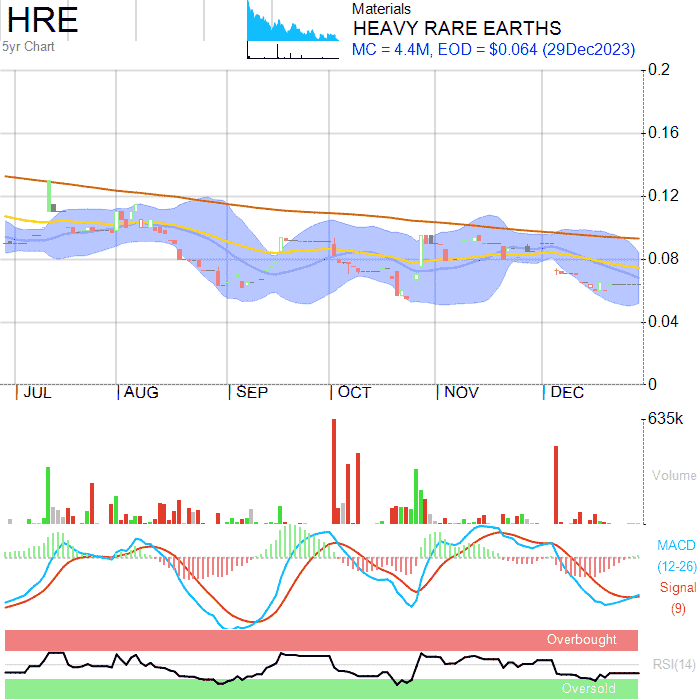 HRE
5yr Chart
Materials
HEAVY RARE EARTHS
MC = 4.4M, EOD = $0.064 (29Dec2023)
0.2
0.16
0.12
0.08
0.04
0
JUL AUG SEP OCT NOV DEC
635k
Volume
MACD
(12-26)
Signal
(9)
Overbought
RSI(14)
Oversold